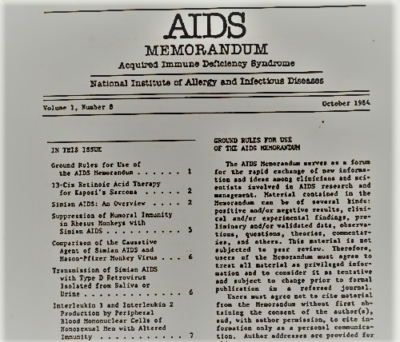 AIDS
MEMORANDUM
Acquired Immune Deficiency Syndrome
National Institute of Allergy and Infectious Diseases
Volume 1, Number 8 October 1984
IN THIS ISSUE
Ground Rules for Use of
the AIDS Memorandum . . . . . . 1
13-Cis Retinoic Acid Therapy
for Kaposi's Sarcoma . . . . . 2
Simian AIDS: An Overview . . . 2
Suppression of Humoral Immunity
in Rhesus Monkeys with
Simian AIDS . . . . . . . . . . 5
Comparison of the Causative
Agent of Simian AIDS and
Mason-Pfizer Monkey Virus . . . 6
Transmission of Simian AIDS
with Type D Retrovirus
Isolated from Saliva or
Urine . . . . . . . . . . . . . 6
Interleukin 1 and Interleukin 2
Production by Peripheral
Blood Mononuclear Cells of
Homosexual Men with Altered
Immunity . . . . . . . . . . . 7
GROUND RULES FOR USE
OF THE AIDS MEMORANDUM
The AIDS Memorandum serves as a forum
for the rapid exchange of new informa-
tion and ideas among clinicians and sci-
entists involved in AIDS research and
management. Material contained in the
Memorandum can be of several kinds:
positive and/or negative results, clini-
cal and/or experimental findings, pre-
liminary and/or validated data, observa-
tions, questions, theories, commentar-
ies, and others. This material is not
subjected to peer review. Therefore,
users of the Memorandum must agree to
treat all material as privileged infor-
mation and to consider it as tentative
and subject to change prior to formal
publication in a refereed journal.
Users must agree not to cite material
from the Memorandum without first ob-
taining the consent of the author(s),
and, with author permission, to cite in-
formation only as a personal communica-
tion. Author addresses are provided for